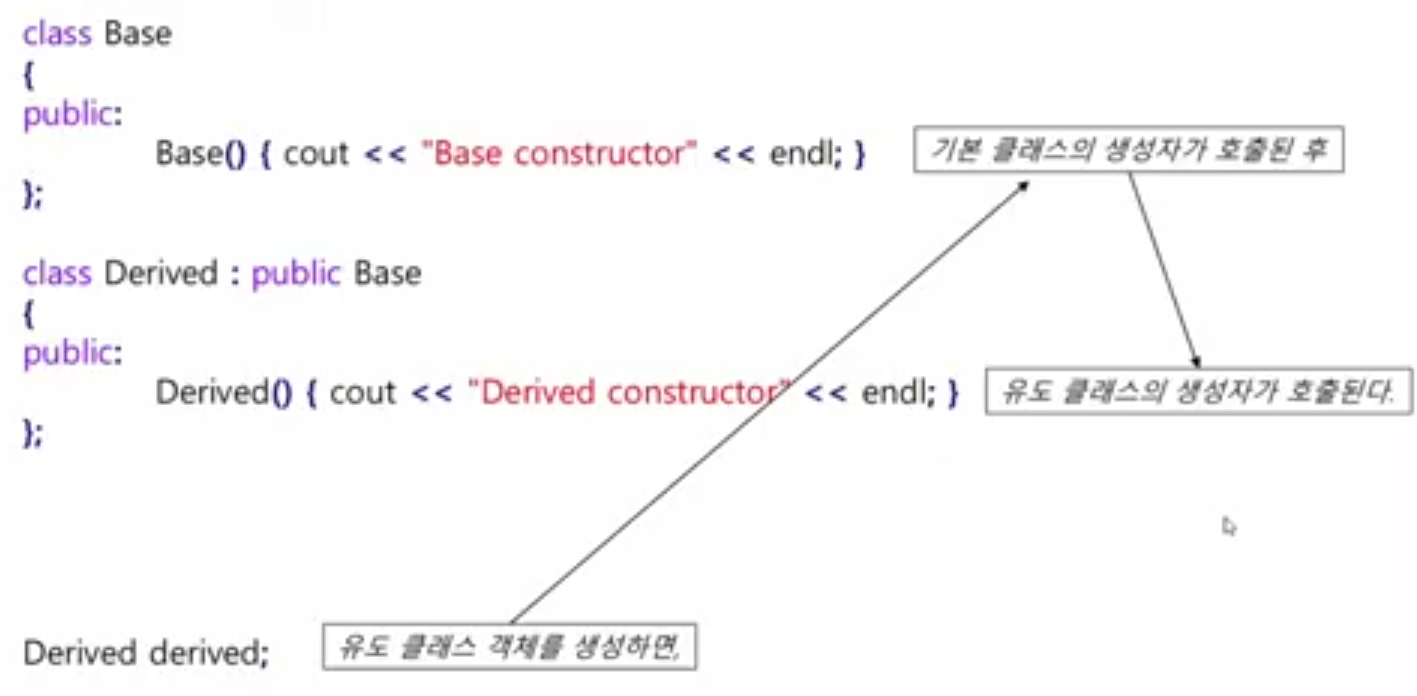 class Base
{
public:
Base() { cout << "Base constructor" << endl; }
기본 클래스의 생성자가 호출된 후
};
class Derived : public Base
{
public:
Derived() { cout << "Derived constructor" << endl; }
유도 클래스의 생성자가 호출된다.
};
Derived derived;
유도 클래스 객체를 생성하면,